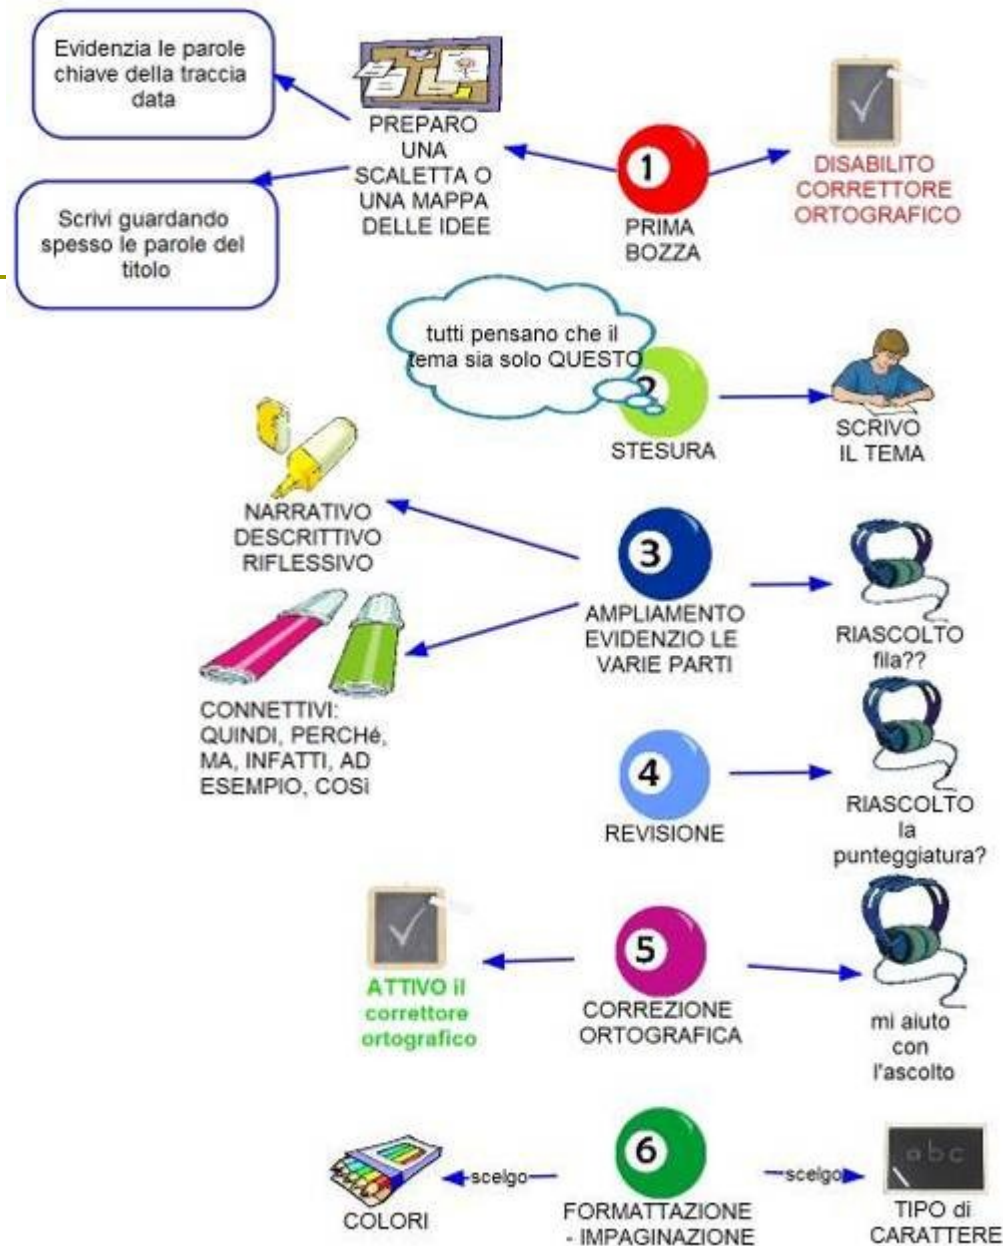 Evidenzia le parole
chiave della traccia
data
PREPARO
UNA
SCALETTA O
UNA MAPPA
DELLE IDEE
Scrivi guardando
spesso le parole del
titolo
1
PRIMA
BOZZA
DISABILITO
CORRETTORE
ORTOGRAFICO
tutti pensano che il
tema sia solo QUESTO
2
STESURA
SCRIVO
IL TEMA
NARRATIVO
DESCRITTIVO
RIFLESSIVO
3
AMPLIAMENTO
EVIDENZIO LE
VARIE PARTI
RIASCOLTO
fila??
CONNETTIVI:
QUINDI, PERCHé,
MA, INFATTI, AD
ESEMPIO, COSì
4
REVISIONE
RIASCOLTO
la
punteggiatura?
ATTIVO il
correttore
ortografico
5
CORREZIONE
ORTOGRAFICA
mi aiuto
con
l'ascolto
COLORI
scelgo
6
FORMATTAZIONE
- IMPAGINAZIONE
scelgo
abc
TIPO di
CARATTERE